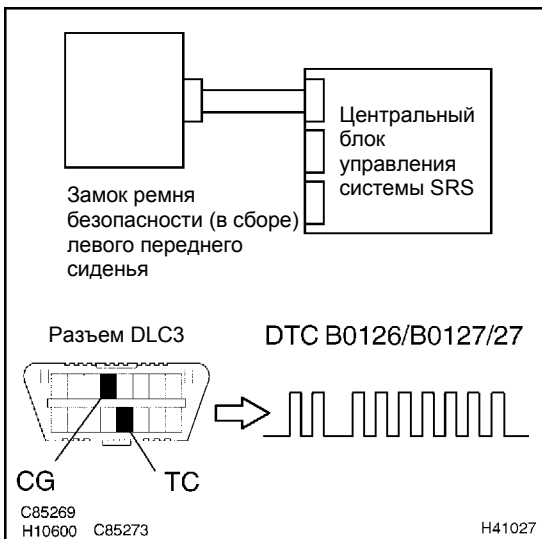 Центральный
блок
управления
системы SRS
Замок ремня
безопасности (в сборе)
левого переднего
сиденья
Разъем DLC3
DTC B0126/B0127/27
CG
TC
C85269
H10600 C85273
H41027